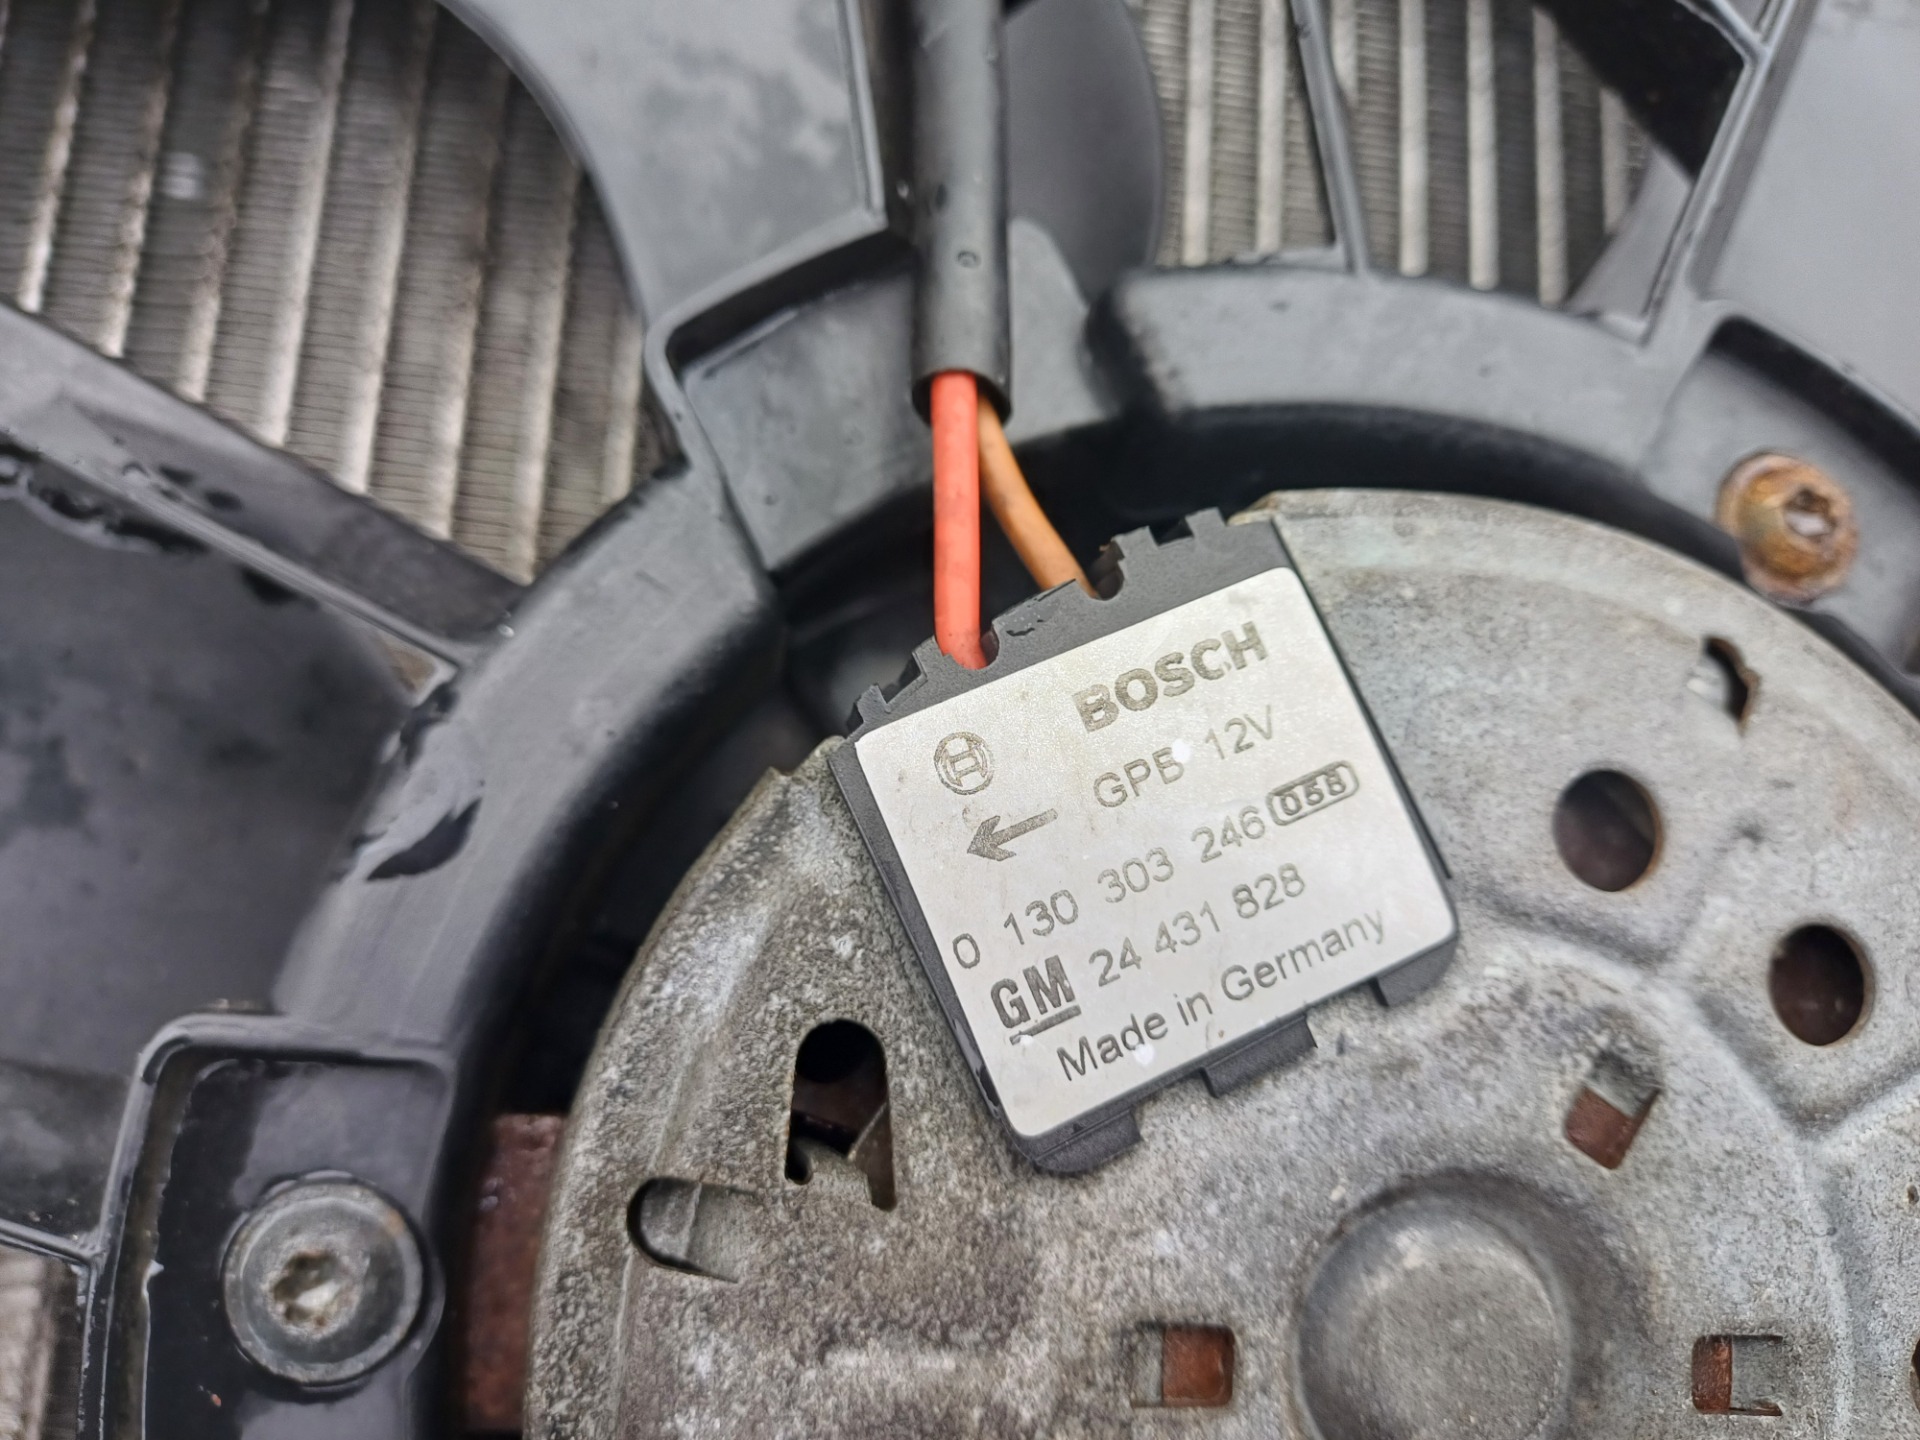 BOSCH
GPB 12V
0 130 303 246 068
GM 24 431 828
Made in Germany